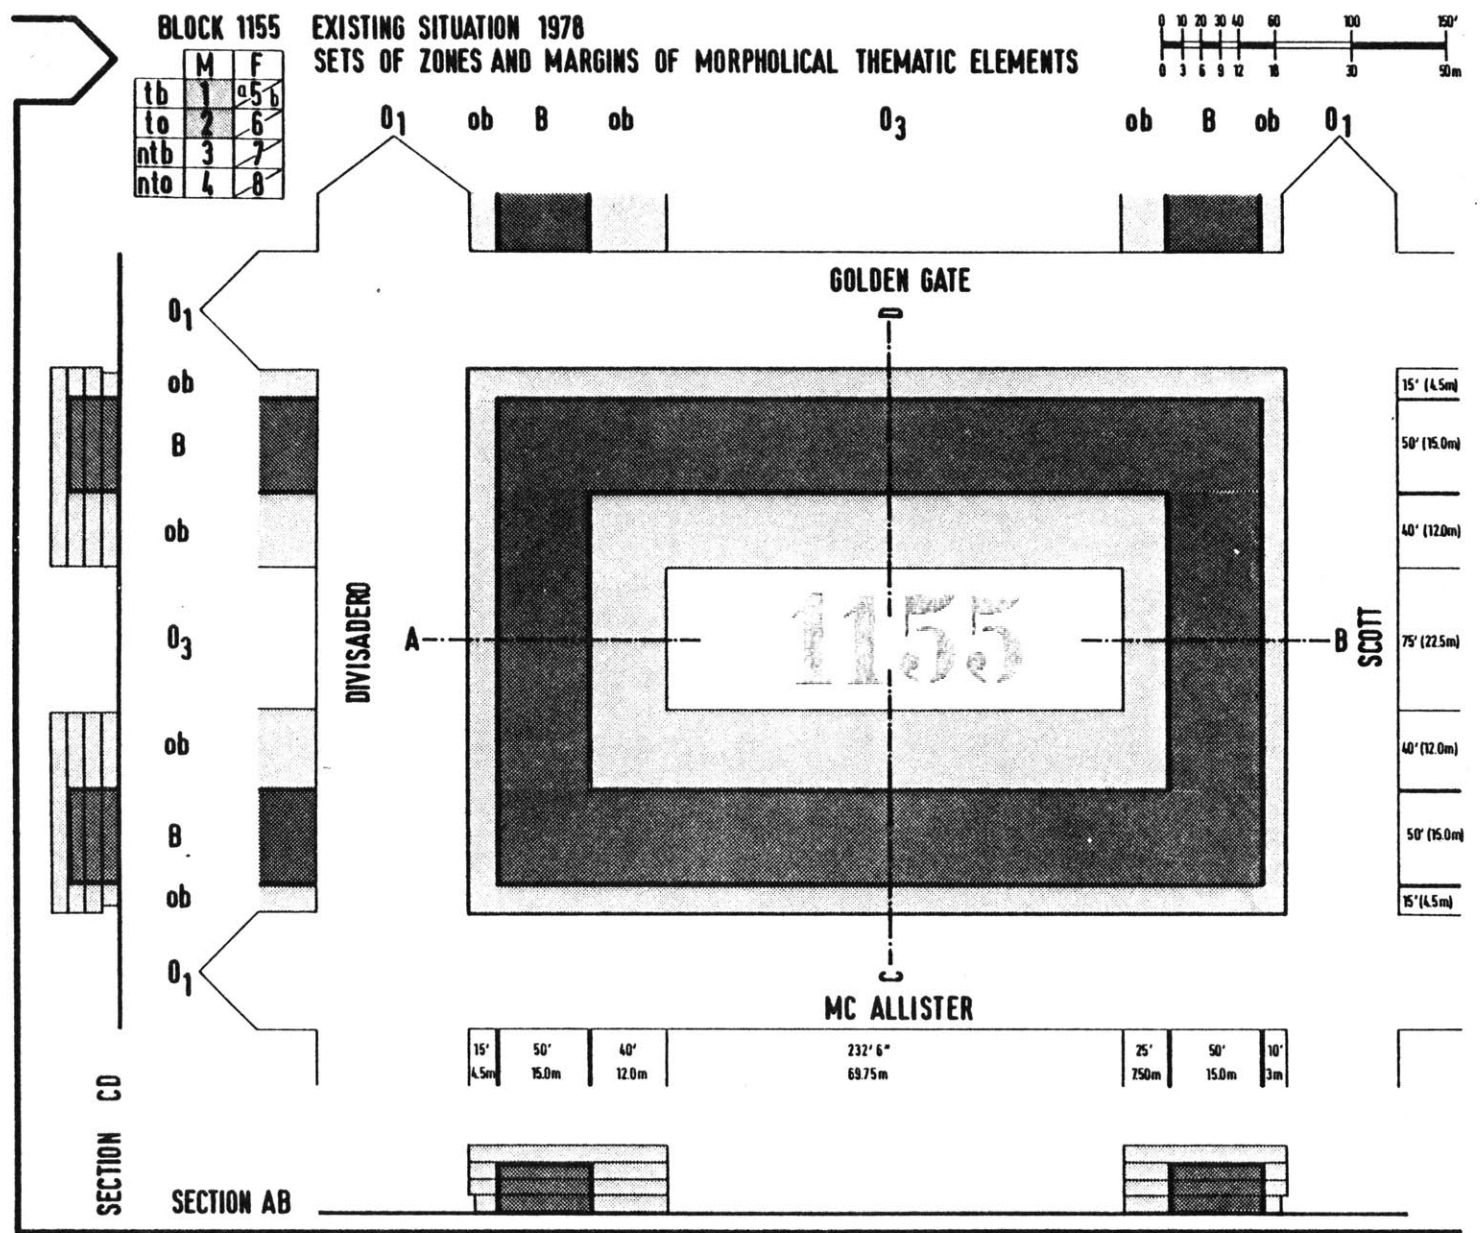 BLOCK 1155 EXISTING SITUATION 1978
SETS OF ZONES AND MARGINS OF MORPHOLICAL THEMATIC ELEMENTS
M F
tb 1 a 5 b
to 2 6
ntb 3 7
nto 4 8
0 10 20 30 40 60 100 150'
0 3 6 9 12 18 30 50m
O1 ob B ob O3 ob B ob O1
GOLDEN GATE
D
O1
ob
B
ob
O3
ob
B
ob
O1
DIVISADERO
A
1155
B
SCOTT
15' (4.5m)
50' (15.0m)
40' (12.0m)
75' (22.5m)
40' (12.0m)
50' (15.0m)
15' (4.5m)
C
MC ALLISTER
15' 50' 40' 232' 6" 25' 50' 10'
4.5m 15.0m 12.0m 69.75m 7.50m 15.0m 3m
SECTION CD
SECTION AB